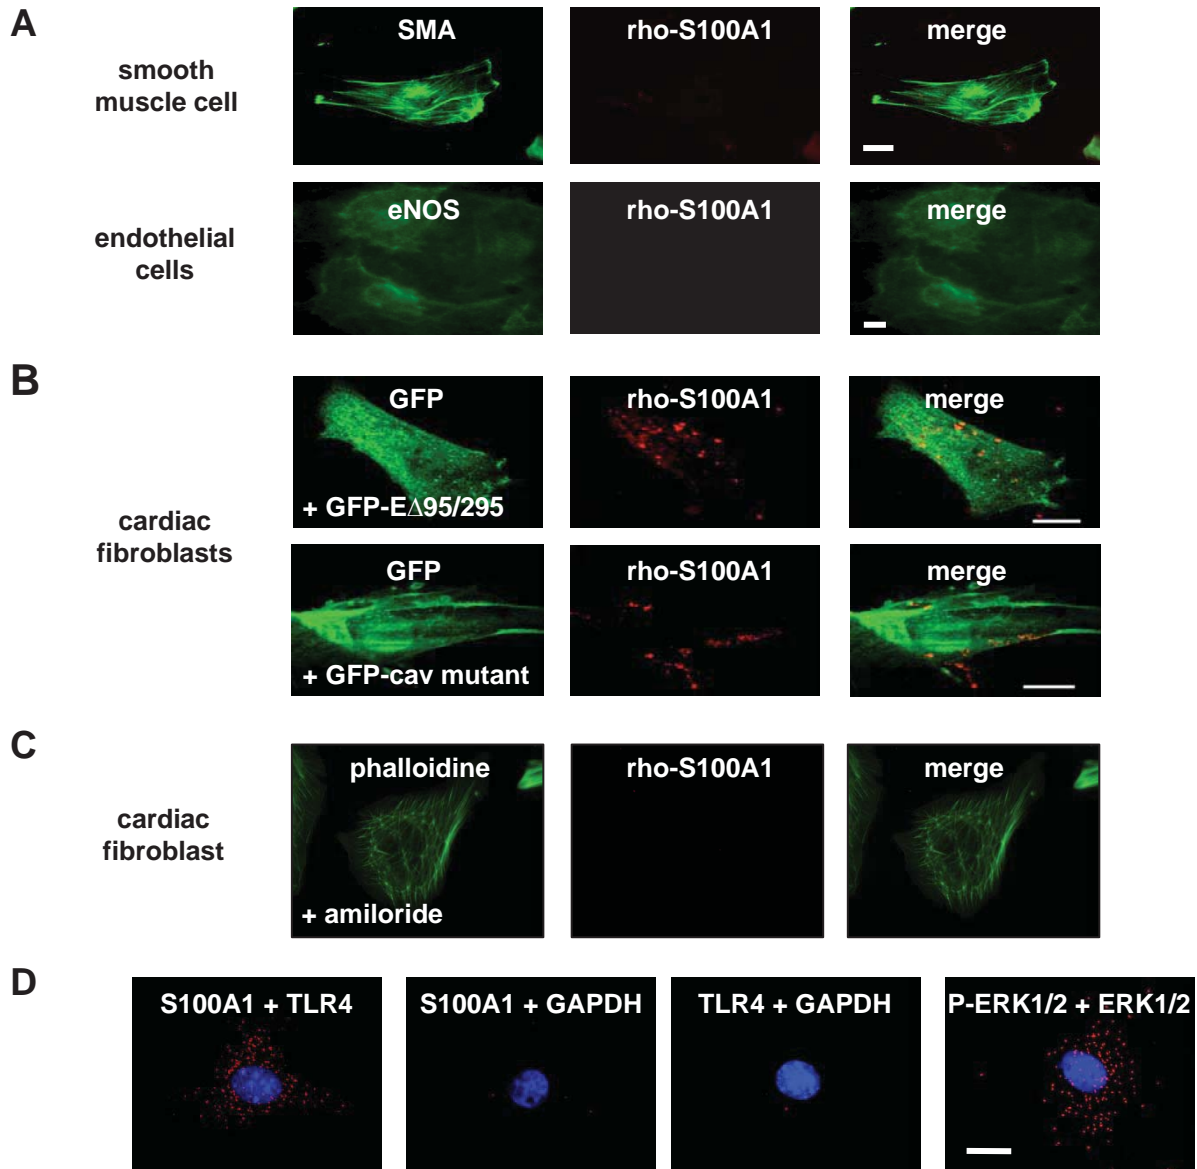 A
smooth
muscle cell
SMA
rho-S100A1
merge
endothelial
cells
eNOS
rho-S100A1
merge
B
cardiac
fibroblasts
GFP
+ GFP-EΔ95/295
rho-S100A1
merge
GFP
+ GFP-cav mutant
rho-S100A1
merge
C
cardiac
fibroblast
phalloidine
+ amiloride
rho-S100A1
merge
D
S100A1 + TLR4
S100A1 + GAPDH
TLR4 + GAPDH
P-ERK1/2 + ERK1/2